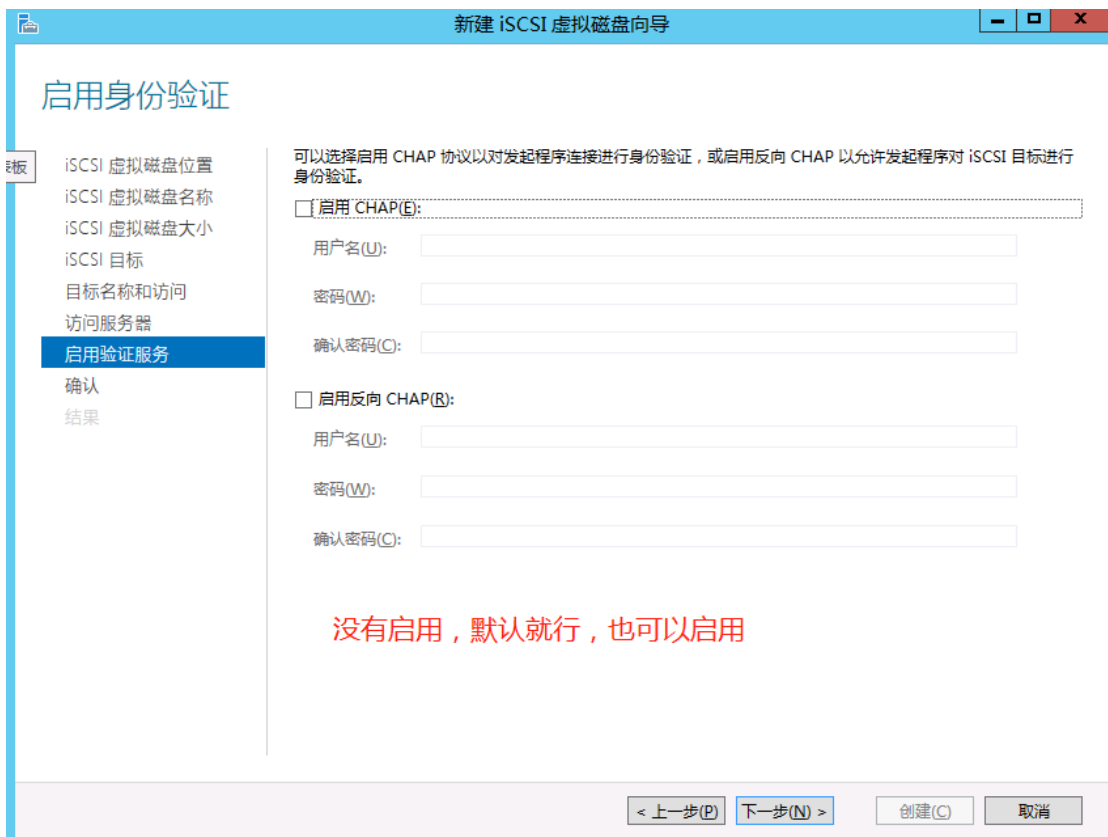 新建 iSCSI 虚拟磁盘向导
启用身份验证
板
iSCSI 虚拟磁盘位置
iSCSI 虚拟磁盘名称
iSCSI 虚拟磁盘大小
iSCSI 目标
目标名称和访问
访问服务器
启用验证服务
确认
结果
可以选择启用 CHAP 协议以对发起程序连接进行身份验证，或启用反向 CHAP 以允许发起程序对 iSCSI 目标进行
身份验证。
启用 CHAP(E):
用户名(U):
密码(W):
确认密码(C):
启用反向 CHAP(R):
用户名(U):
密码(W):
确认密码(C):
没有启用，默认就行，也可以启用
< 上一步(P) 下一步(N) > 创建(C) 取消